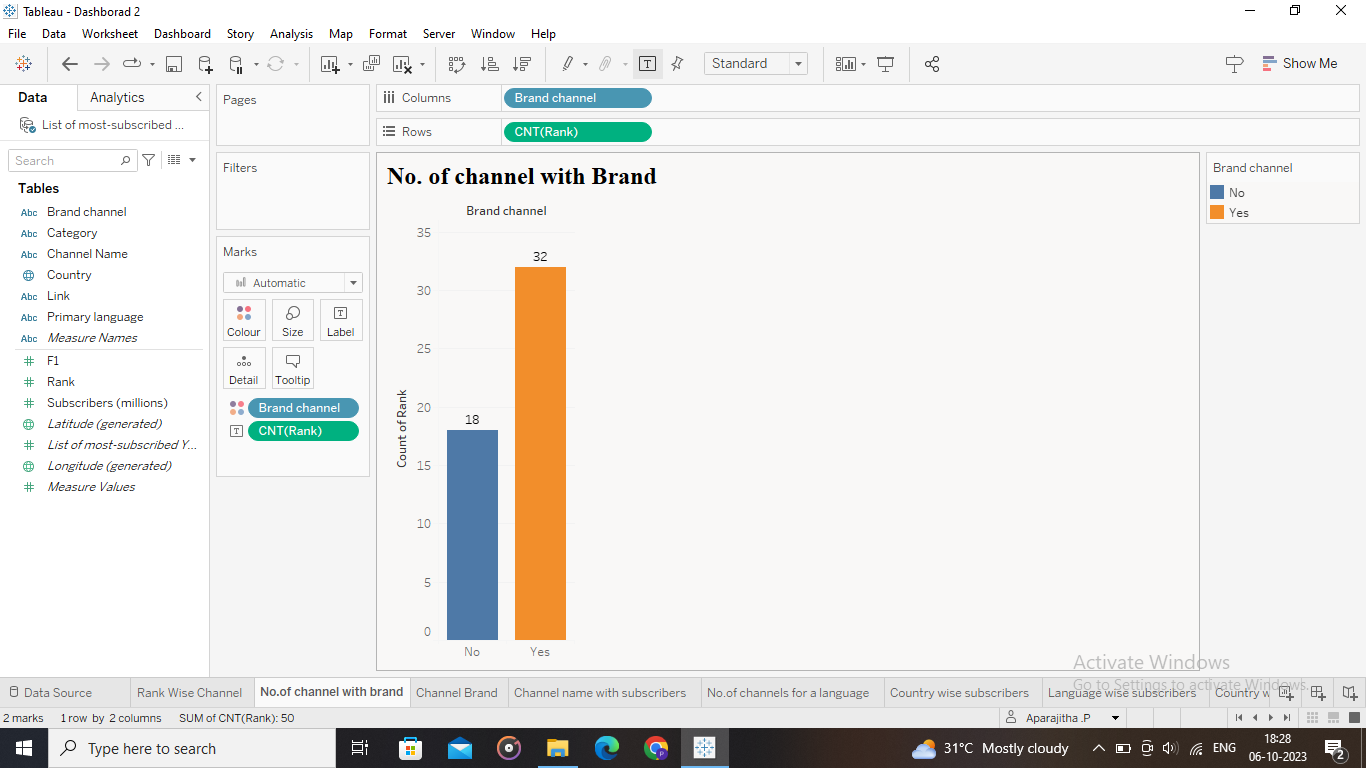 Tableau - Dashborad 2
File Data Worksheet Dashboard Story Analysis Map Format Server Window Help
Standard
Show Me
Data Analytics
List of most-subscribed ...
Search
Tables
Abc Brand channel
Abc Category
Abc Channel Name
Country
Abc Link
Abc Primary language
Abc Measure Names
# F1
# Rank
# Subscribers (millions)
Latitude (generated)
# List of most-subscribed Y...
Longitude (generated)
# Measure Values
Pages
Filters
Marks
Automatic
Colour Size Label
Detail Tooltip
Brand channel
CNT(Rank)
Columns Brand channel
Rows CNT(Rank)
No. of channel with Brand
Brand channel
Count of Rank
35
30
25
20
15
10
5
0
18
32
No Yes
Brand channel
No
Yes
Activate Windows
Go to Settings to activate Windows.
Data Source Rank Wise Channel No.of channel with brand Channel Brand Channel name with subscribers No.of channels for a language Country wise subscribers Language wise subscribers Country w
2 marks 1 row by 2 columns SUM of CNT(Rank): 50
Aparajitha .P
Type here to search
31°C Mostly cloudy
ENG
18:28
06-10-2023
2